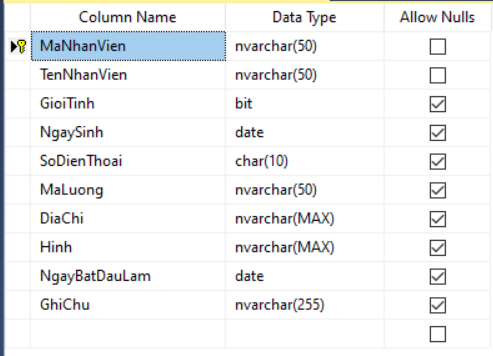 Column Name Data Type Allow Nulls
MaNhanVien nvarchar(50)
TenNhanVien nvarchar(50)
GioiTinh bit
NgaySinh date
SoDienThoai char(10)
MaLuong nvarchar(50)
DiaChi nvarchar(MAX)
Hinh nvarchar(MAX)
NgayBatDauLam date
GhiChu nvarchar(255)